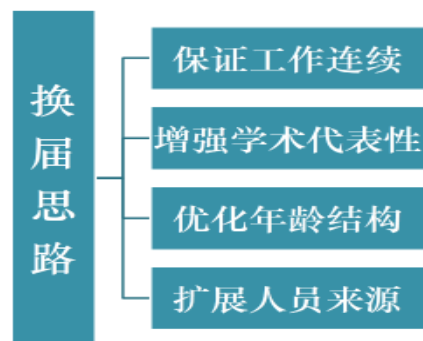 换届思路
保证工作连续
增强学术代表性
优化年龄结构
扩展人员来源